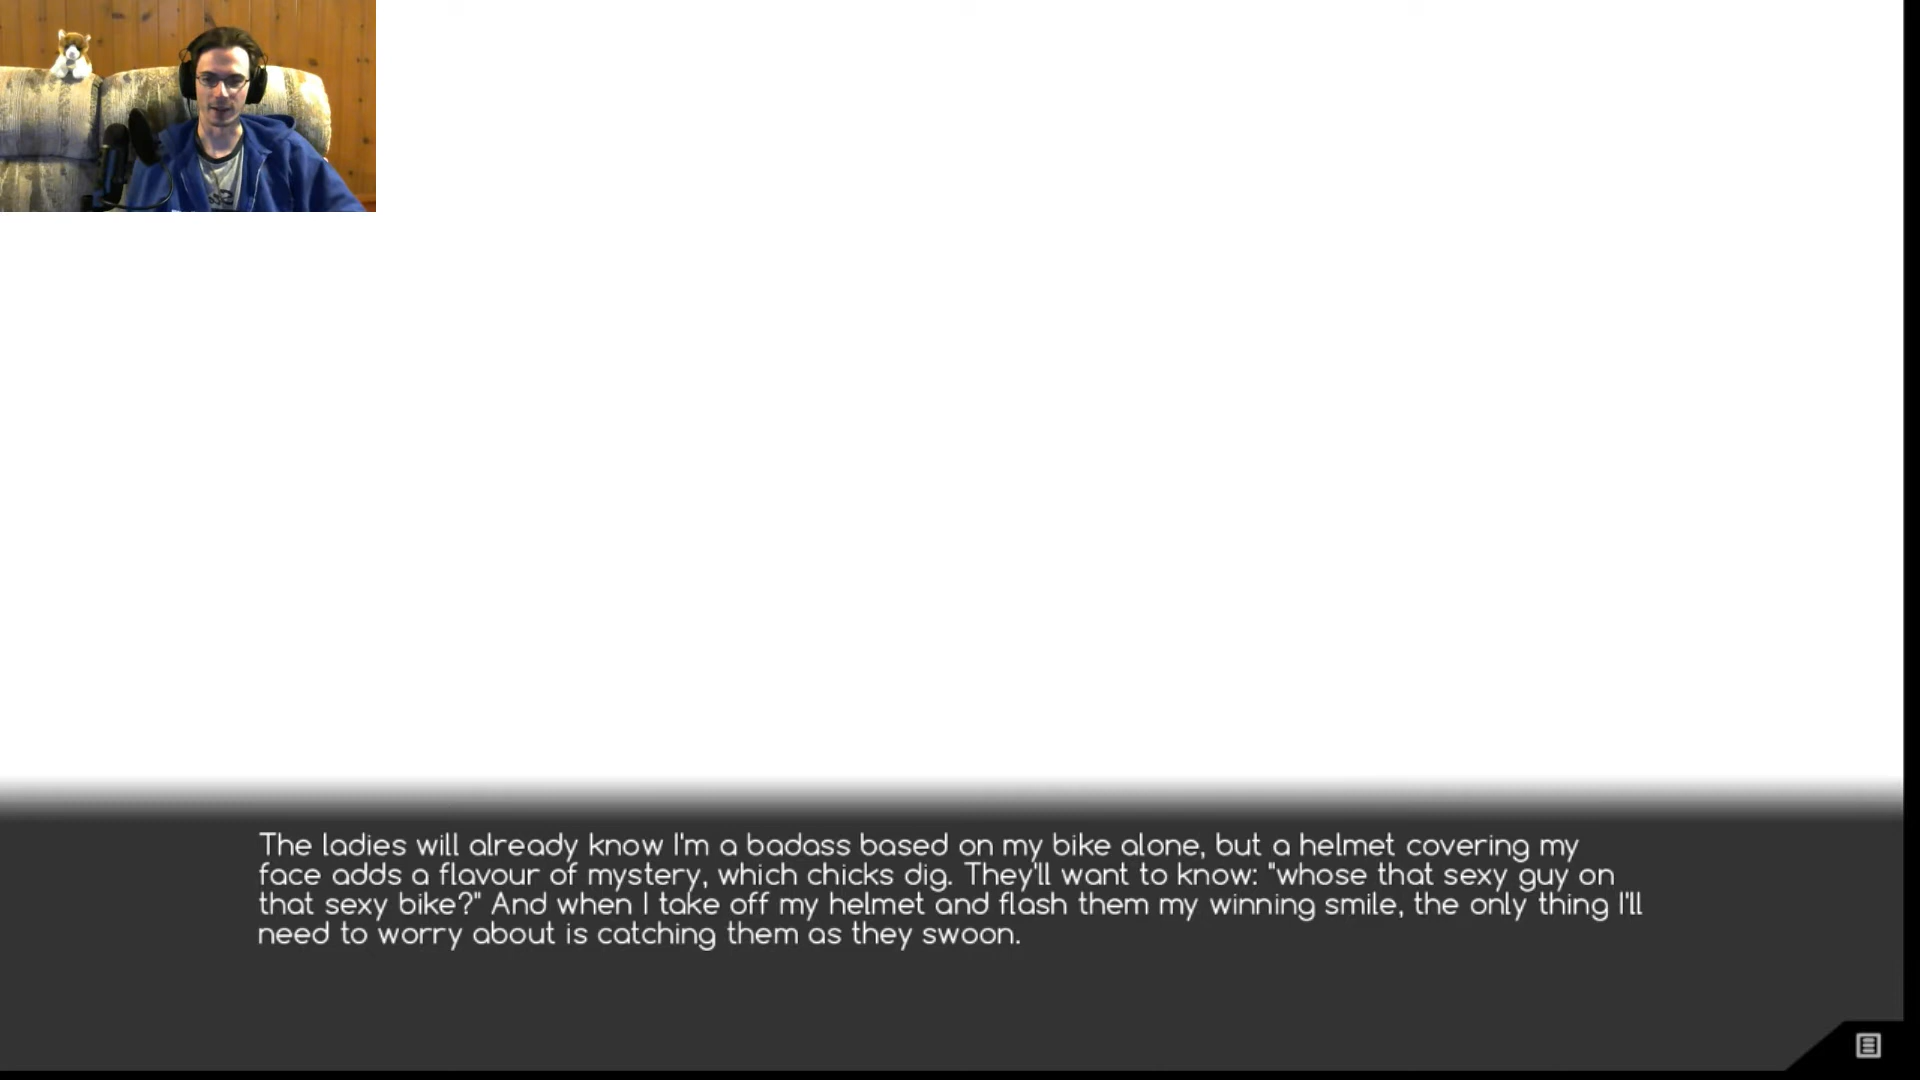 The ladies will already know I'm a badass based on my bike alone, but a helmet covering my
face adds a flavour of mystery, which chicks dig. They'll want to know: "whose that sexy guy on
that sexy bike?" And when I take off my helmet and flash them my winning smile, the only thing I'll
need to worry about is catching them as they swoon.